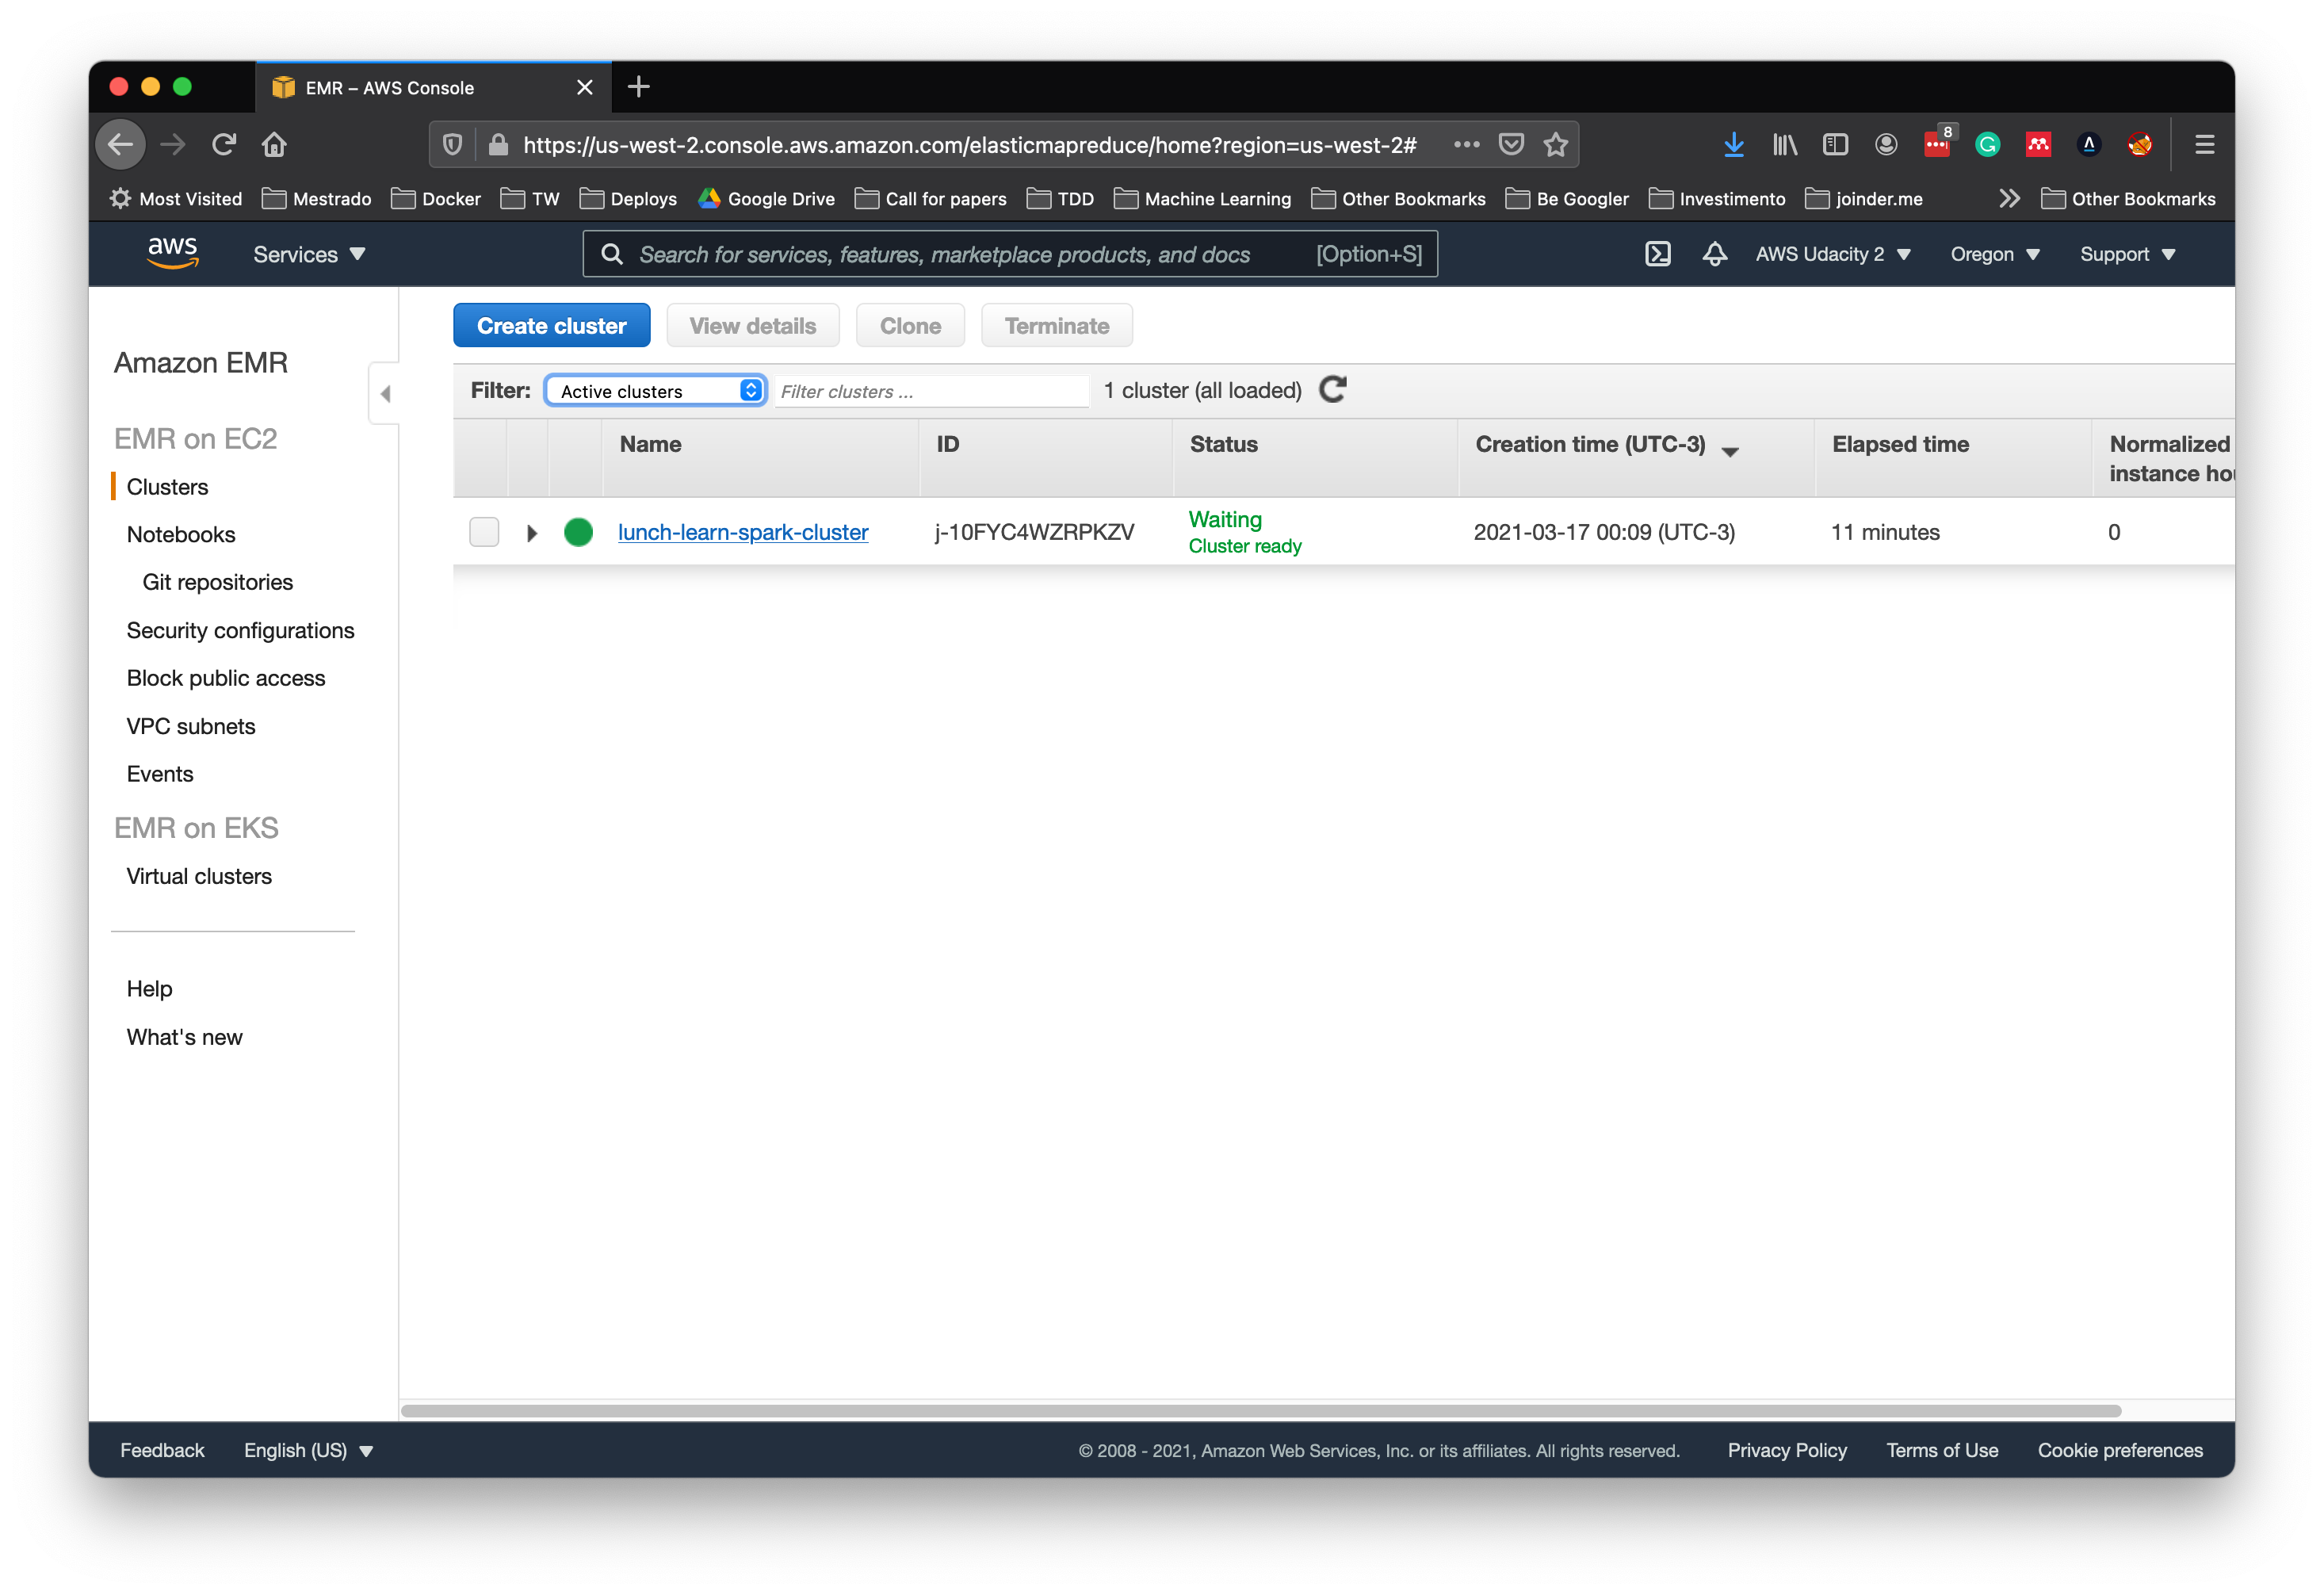 EMR – AWS Console
https://us-west-2.console.aws.amazon.com/elasticmapreduce/home?region=us-west-2#
8
Most Visited Mestrado Docker TW Deploys Google Drive Call for papers TDD Machine Learning Other Bookmarks Be Googler Investimento joinder.me Other Bookmarks
aws Services Search for services, features, marketplace products, and docs [Option+S] AWS Udacity 2 Oregon Support
Create cluster View details Clone Terminate
Amazon EMR
EMR on EC2
Clusters
Notebooks
Git repositories
Security configurations
Block public access
VPC subnets
Events
EMR on EKS
Virtual clusters
Help
What's new
Filter: Active clusters Filter clusters ... 1 cluster (all loaded)
Name ID Status Creation time (UTC-3) Elapsed time Normalized
instance hou
lunch-learn-spark-cluster j-10FYC4WZRPKZV Waiting 2021-03-17 00:09 (UTC-3) 11 minutes 0
Cluster ready
Feedback English (US) © 2008 - 2021, Amazon Web Services, Inc. or its affiliates. All rights reserved. Privacy Policy Terms of Use Cookie preferences